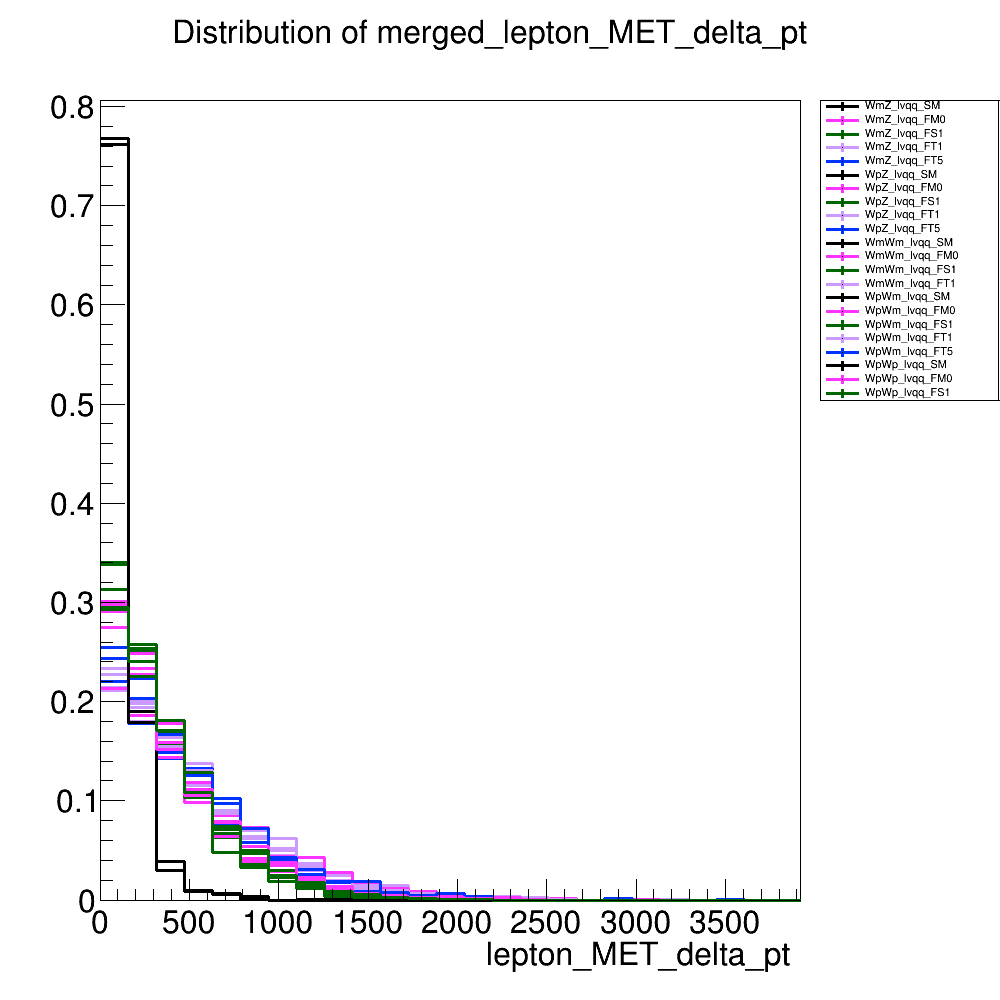 Distribution of merged_lepton_MET_delta_pt
0.8
0.7
0.6
0.5
0.4
0.3
0.2
0.1
0
0 500 1000 1500 2000 2500 3000 3500
lepton_MET_delta_pt
WmZ_lvqq_SM
WmZ_lvqq_FM0
WmZ_lvqq_FS1
WmZ_lvqq_FT1
WmZ_lvqq_FT5
WpZ_lvqq_SM
WpZ_lvqq_FM0
WpZ_lvqq_FS1
WpZ_lvqq_FT1
WpZ_lvqq_FT5
WmWm_lvqq_SM
WmWm_lvqq_FM0
WmWm_lvqq_FS1
WmWm_lvqq_FT1
WpWm_lvqq_SM
WpWm_lvqq_FM0
WpWm_lvqq_FS1
WpWm_lvqq_FT1
WpWm_lvqq_FT5
WpWp_lvqq_SM
WpWp_lvqq_FM0
WpWp_lvqq_FS1